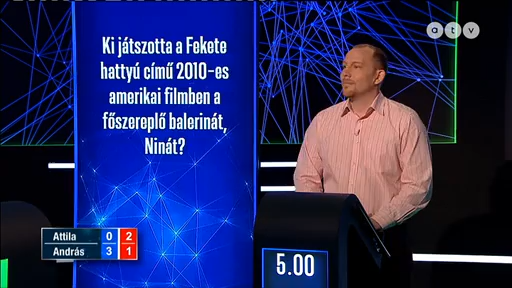 atv
Ki játszotta a Fekete
hattyú című 2010-es
amerikai filmben a
főszereplő balerinát,
Ninát?
Attila 0 2
András 3 1
5.00